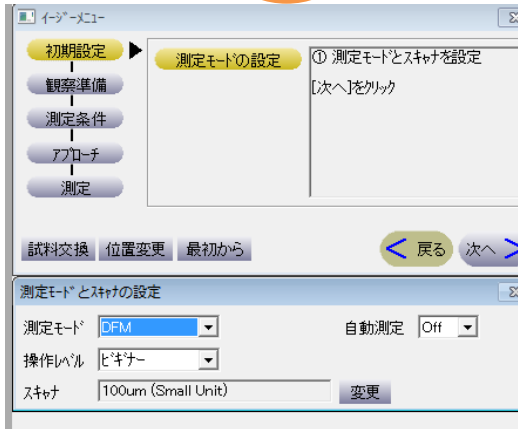 イージーメニュー
初期設定
測定モードの設定
① 測定モードとスキャナを設定
[次へ]をクリック
観察準備
測定条件
アプローチ
測定
試料交換 位置変更 最初から
< 戻る 次へ >
測定モードとスキャナの設定
測定モード DFM 自動測定 Off
操作レベル ビギナー
スキャナ 100um (Small Unit) 変更